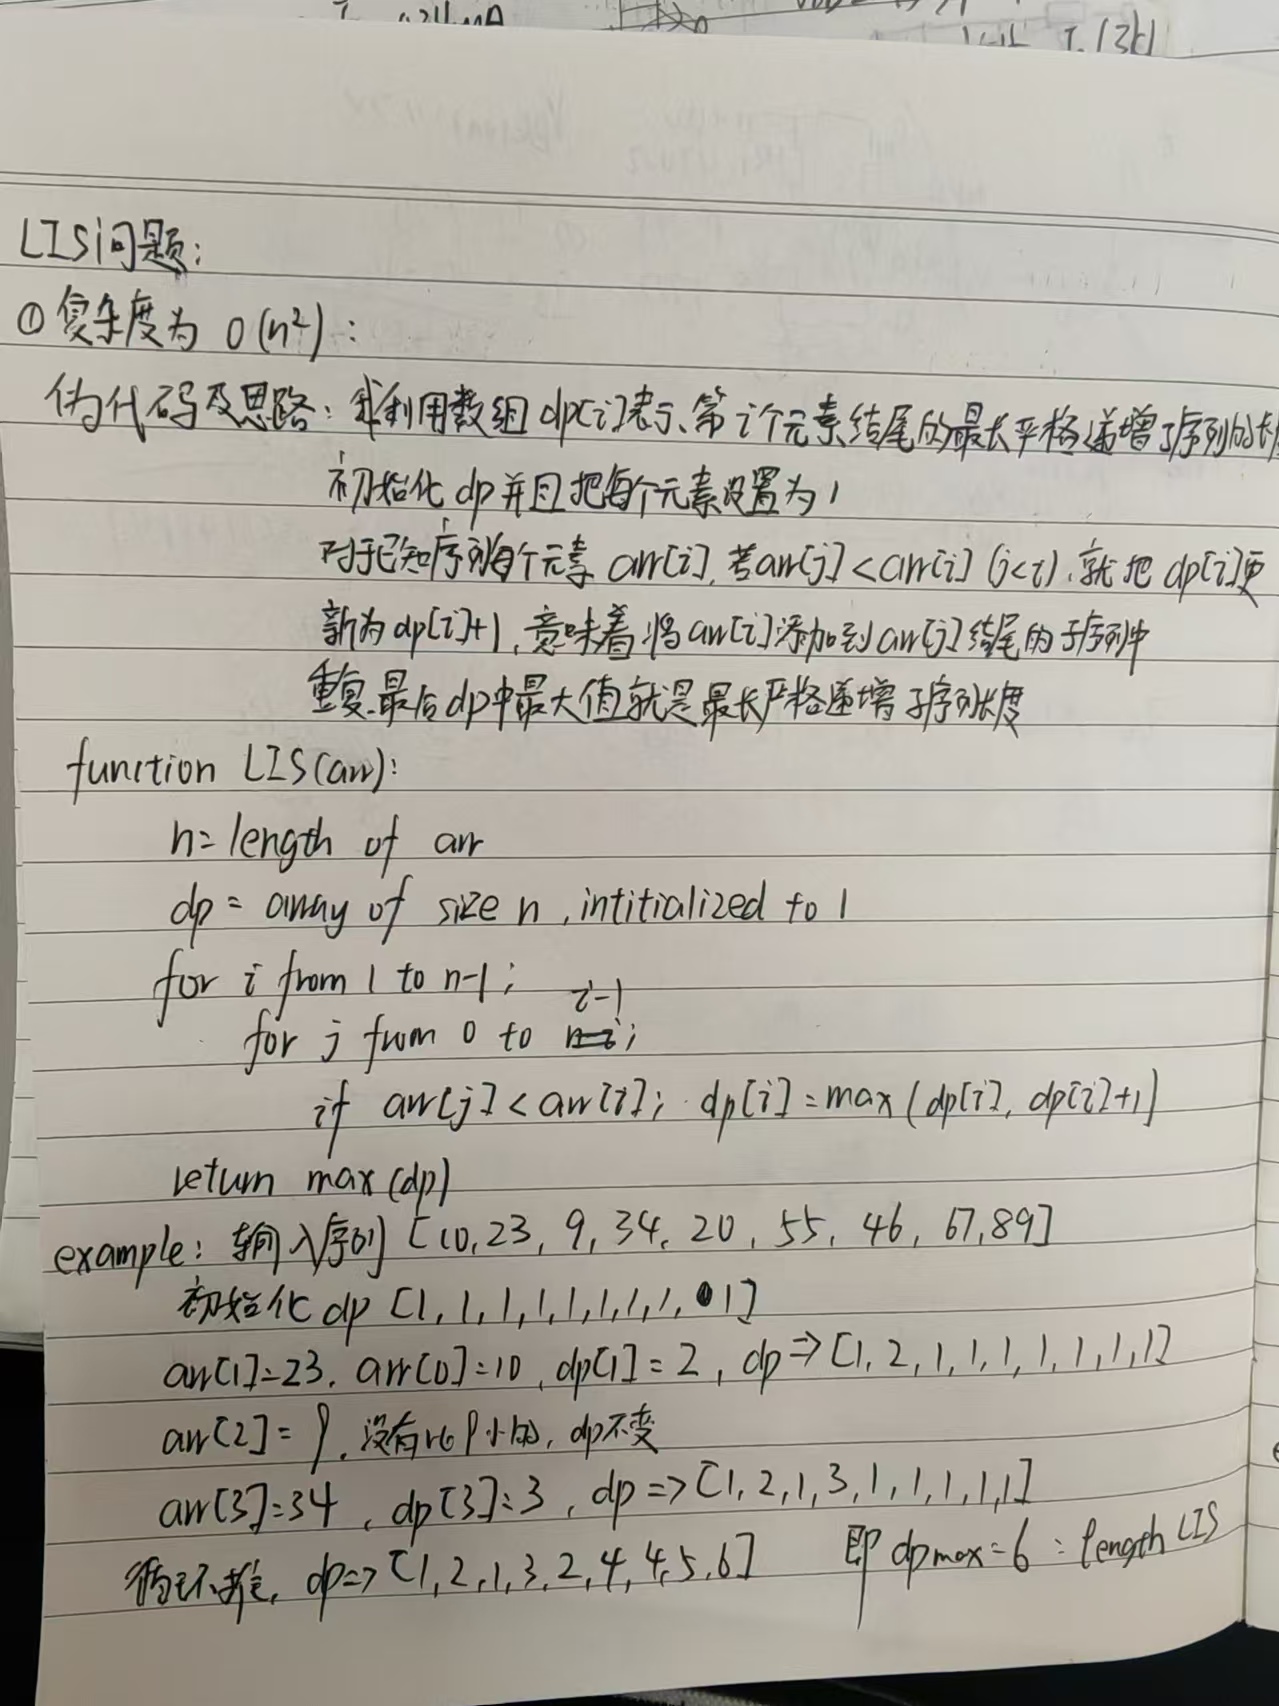 LIS问题:
① 复杂度为 O(n²):
伪代码及思路: 利用数组 dp[i]表示第i个元素结尾的最长严格递增子序列的长
初始化 dp 并且把每个元素设置为1
对于已知序列每个元素 arr[i], 若arr[j]<arr[i] (j<i), 就把 dp[i]更
新为 dp[i]+1, 意味着将arr[i]添加到arr[j]结尾的子序列中
重复.最后dp中最大值就是最长严格递增子序列长度
function LIS(arr):
n=length of arr
dp = array of size n, intitialized to 1
for i from 1 to n-1;
for j from 0 to i-1;
if arr[j]<arr[i]; dp[i]=max(dp[i], dp[i]+1]
return max(dp)
example: 输入序列 [10,23,9,34,20,55,46,67,89]
初始化 dp [1,1,1,1,1,1,1,1,1]
arr[1]=23, arr[0]=10, dp[1]=2, dp⇒[1,2,1,1,1,1,1,1,1]
arr[2]=9, 没有比9小的, dp不变
arr[3]=34, dp[3]=3, dp=>[1,2,1,3,1,1,1,1,1]
dp=>[1,2,1,3,2,4,4,5,6] 即 dpmax=6 = length LIS